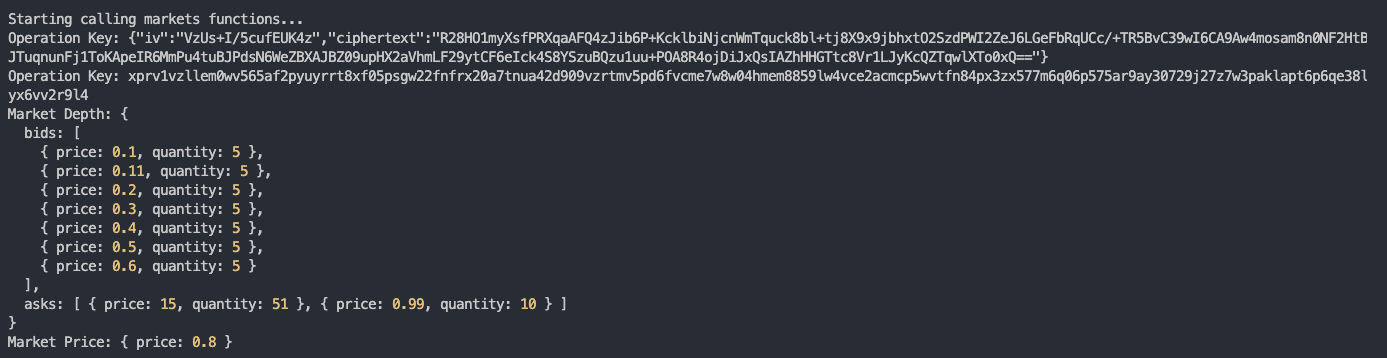 Starting calling markets functions...
Operation Key: {"iv":"VzUs+I/5cufEUK4z","ciphertext":"R28HO1myXsfPRXqaAFQ4zJib6P+KcklbiNjcnWmTquck8bl+tj8X9x9jbhxtO2SzdPWI2ZeJ6LGeFbRqUCc/+TR5BvC39wI6CA9Aw4mosam8n0NF2HtB
JTuqnunFj1ToKApeIR6MmPu4tuBJPdsN6WeZBXAJBZ09upHX2aVhmLF29ytCF6eIck4S8YSzuBQzu1uu+POA8R4ojDiJxQsIAZhHHGTtc8Vr1LJyKcQZTqwlXTo0xQ=="}
Operation Key: xprv1vzllem0wv565af2pyuyrrt8xf05psgw22fnfrx20a7tnua42d909vzrtmv5pd6fvcme7w8w04hmem8859lw4vce2acmcp5wvtfn84px3zx577m6q06p575ar9ay30729j27z7w3paklapt6p6qe38l
yx6vv2r9l4
Market Depth: {
  bids: [
    { price: 0.1, quantity: 5 },
    { price: 0.11, quantity: 5 },
    { price: 0.2, quantity: 5 },
    { price: 0.3, quantity: 5 },
    { price: 0.4, quantity: 5 },
    { price: 0.5, quantity: 5 },
    { price: 0.6, quantity: 5 }
  ],
  asks: [ { price: 15, quantity: 51 }, { price: 0.99, quantity: 10 } ]
}
Market Price: { price: 0.8 }